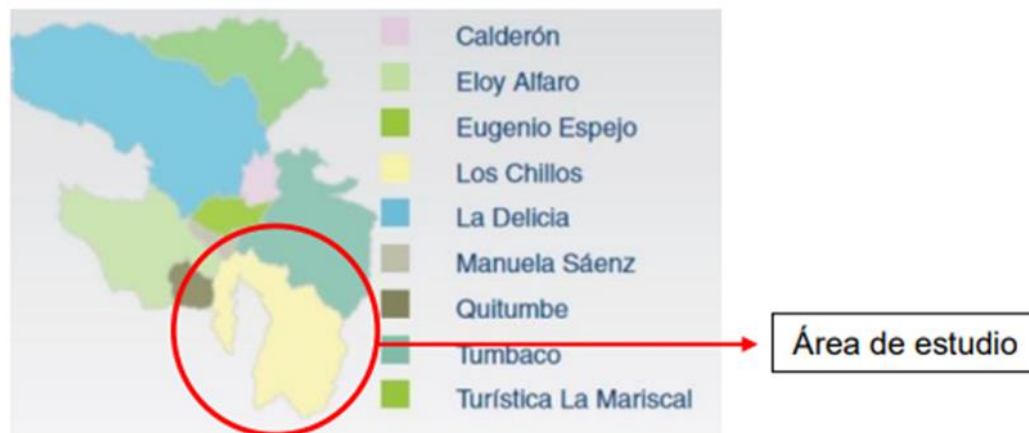 Calderón
Eloy Alfaro
Eugenio Espejo
Los Chillos
La Delicia
Manuela Sáenz
Quitumbe
Tumbaco
Turística La Mariscal
Área de estudio